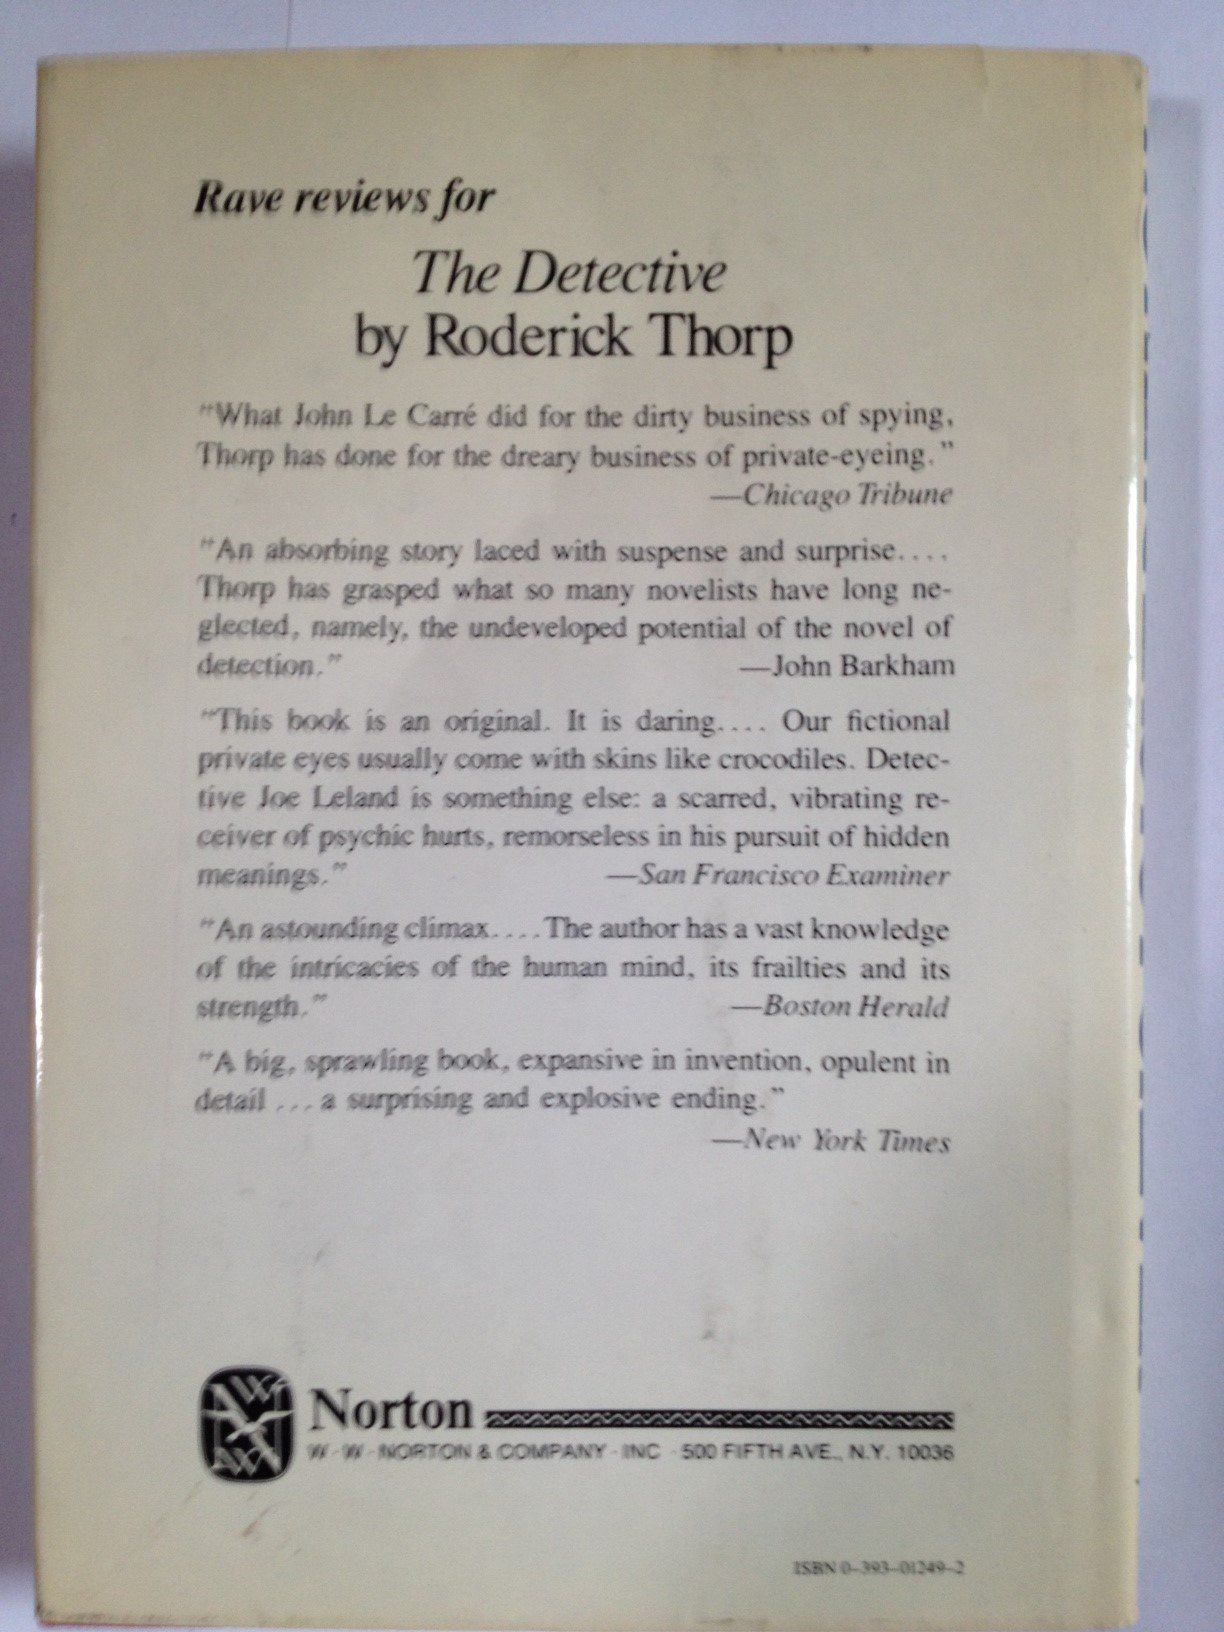 Rave reviews for
The Detective
by Roderick Thorp
"What John Le Carré did for the dirty business of spying,
Thorp has done for the dreary business of private-eyeing."
—Chicago Tribune
"An absorbing story laced with suspense and surprise....
Thorp has grasped what so many novelists have long ne-
glected, namely, the undeveloped potential of the novel of
detection." —John Barkham
"This book is an original. It is daring.... Our fictional
private eyes usually come with skins like crocodiles. Detec-
tive Joe Leland is something else: a scarred, vibrating re-
ceiver of psychic hurts, remorseless in his pursuit of hidden
meanings." —San Francisco Examiner
"An astounding climax....The author has a vast knowledge
of the intricacies of the human mind, its frailties and its
strength." —Boston Herald
"A big, sprawling book, expansive in invention, opulent in
detail ... a surprising and explosive ending."
—New York Times
Norton
W · W · NORTON & COMPANY · INC · 500 FIFTH AVE., N.Y. 10036
ISBN 0-393-01249-2